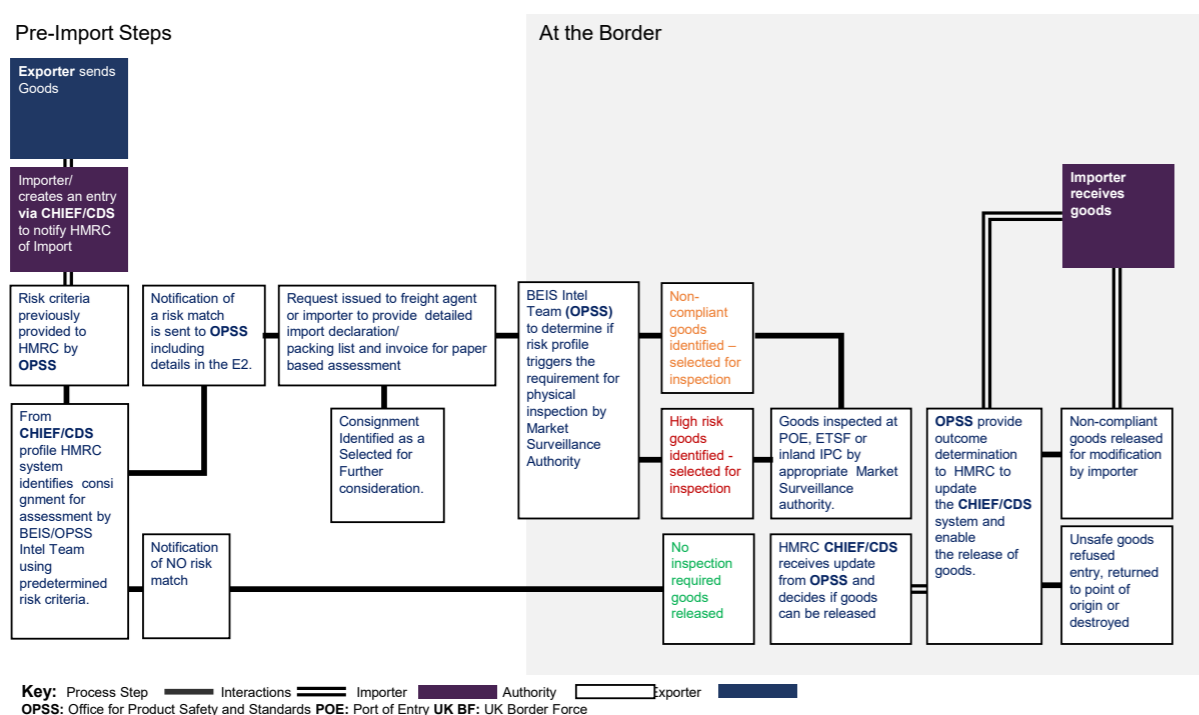 Pre-Import Steps
At the Border
Exporter sends
Goods
Importer/
creates an entry
via CHIEF/CDS
to notify HMRC
of Import
Importer
receives
goods
Risk criteria
previously
provided to
HMRC by
OPSS
Notification of
a risk match
is sent to OPSS
including
details in the E2.
Request issued to freight agent
or importer to provide detailed
import declaration/
packing list and invoice for paper
based assessment
BEIS Intel
Team (OPSS)
to determine if
risk profile
triggers the
requirement for
physical
inspection by
Market
Surveillance
Authority
Non-
compliant
goods
identified –
selected for
inspection
From
CHIEF/CDS
profile HMRC
system
identifies consi
gnment for
assessment by
BEIS/OPSS
Intel Team
using
predetermined
risk criteria.
Consignment
Identified as a
Selected for
Further
consideration.
High risk
goods
identified -
selected for
inspection
Goods inspected at
POE, ETSF or
inland IPC by
appropriate Market
Surveillance
authority.
OPSS provide
outcome
determination
to HMRC to
update
the CHIEF/CDS
system and
enable
the release of
goods.
Non-compliant
goods released
for modification
by importer
Notification
of NO risk
match
No
inspection
required
goods
released
HMRC CHIEF/CDS
receives update
from OPSS and
decides if goods
can be released
Unsafe goods
refused
entry, returned
to point of
origin or
destroyed
Key: Process Step Interactions Importer Authority Exporter
OPSS: Office for Product Safety and Standards POE: Port of Entry UK BF: UK Border Force